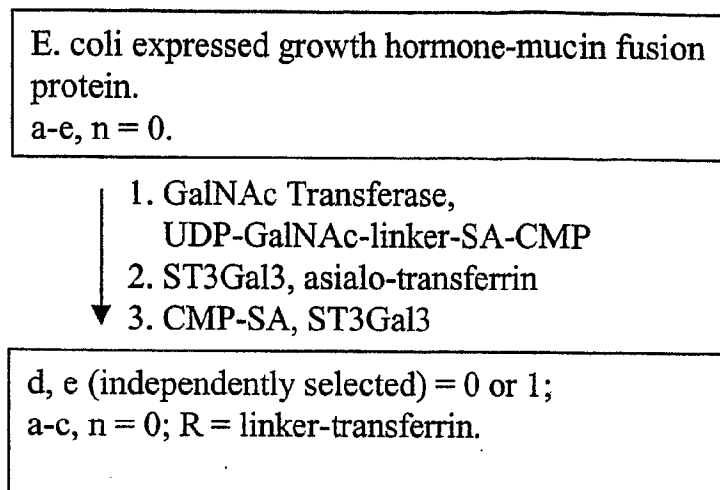 E. coli expressed growth hormone-mucin fusion
protein.
a-e, n = 0.
1. GalNAc Transferase,
UDP-GalNAc-linker-SA-CMP
2. ST3Gal3, asialo-transferrin
3. CMP-SA, ST3Gal3
d, e (independently selected) = 0 or 1;
a-c, n = 0; R = linker-transferrin.